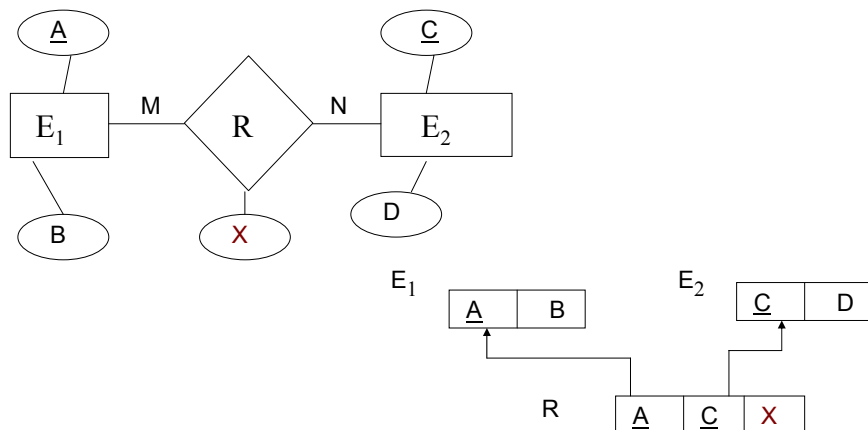 A C
M N
E1 R E2
B X D
E1 E2
A B C D
R A C X